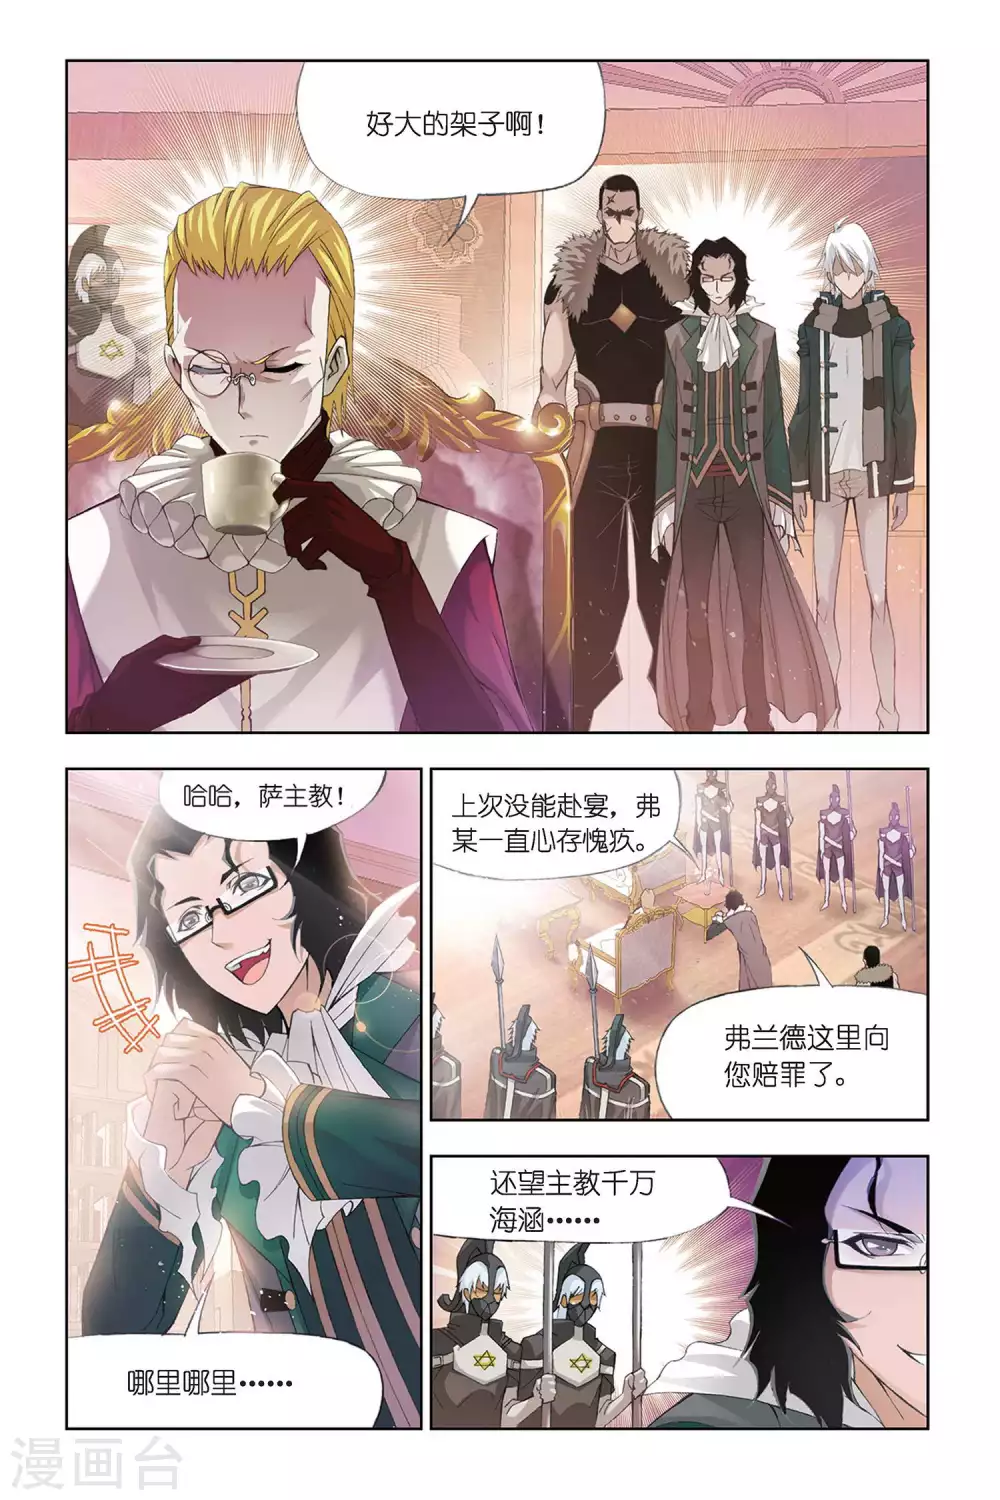 好大的架子啊！
哈哈，萨主教！
哪里哪里······
上次没能赴宴，弗
某一直心存愧疚。
弗兰德这里向
您赔罪了。
还望主教千万
海涵······
漫画台